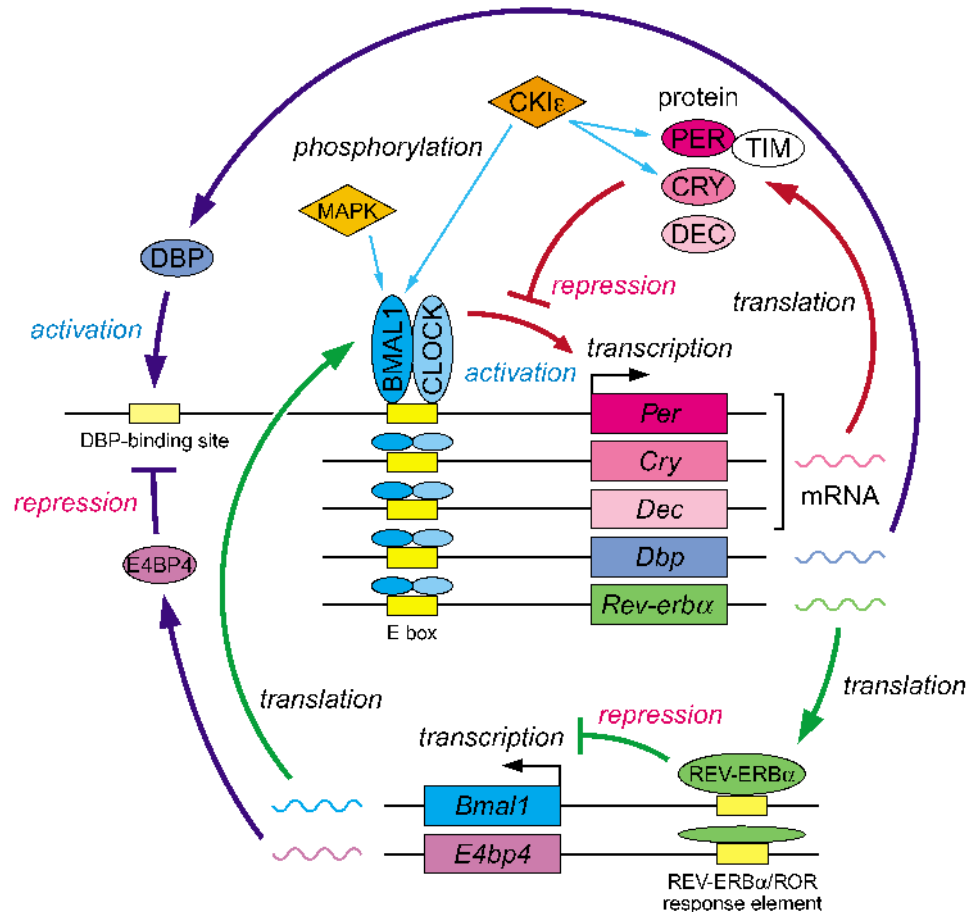 CKIε
protein
PER
TIM
phosphorylation
CRY
MAPK
DEC
DBP
repression
translation
activation
BMAL1
CLOCK
transcription
activation
Per
DBP-binding site
Cry
mRNA
repression
Dec
E4BP4
Dbp
Rev-erbα
E box
translation
translation
repression
transcription
REV-ERBα
Bmal1
E4bp4
REV-ERBα/ROR
response element